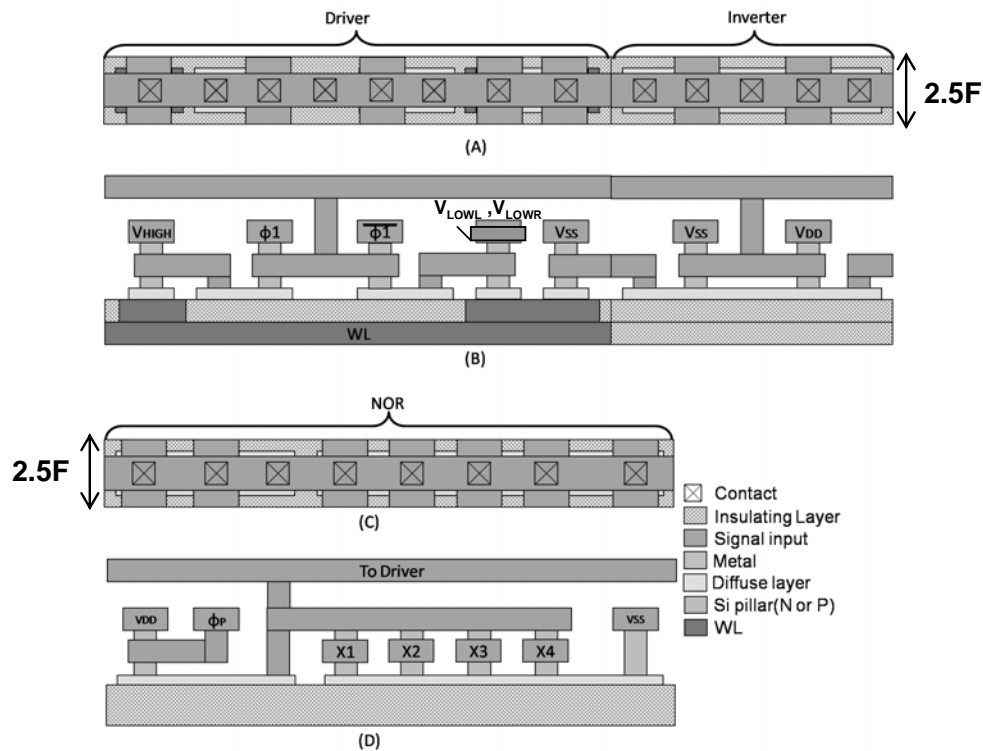 Driver
Inverter
2.5F
(A)
VHIGH
ϕ1
ϕ1
VLOWL ,VLOWR
VSS
VSS
VDD
WL
(B)
NOR
2.5F
(C)
Contact
Insulating Layer
Signal input
Metal
Diffuse layer
Si pillar(N or P)
WL
To Driver
VDD
ϕP
X1
X2
X3
X4
VSS
(D)